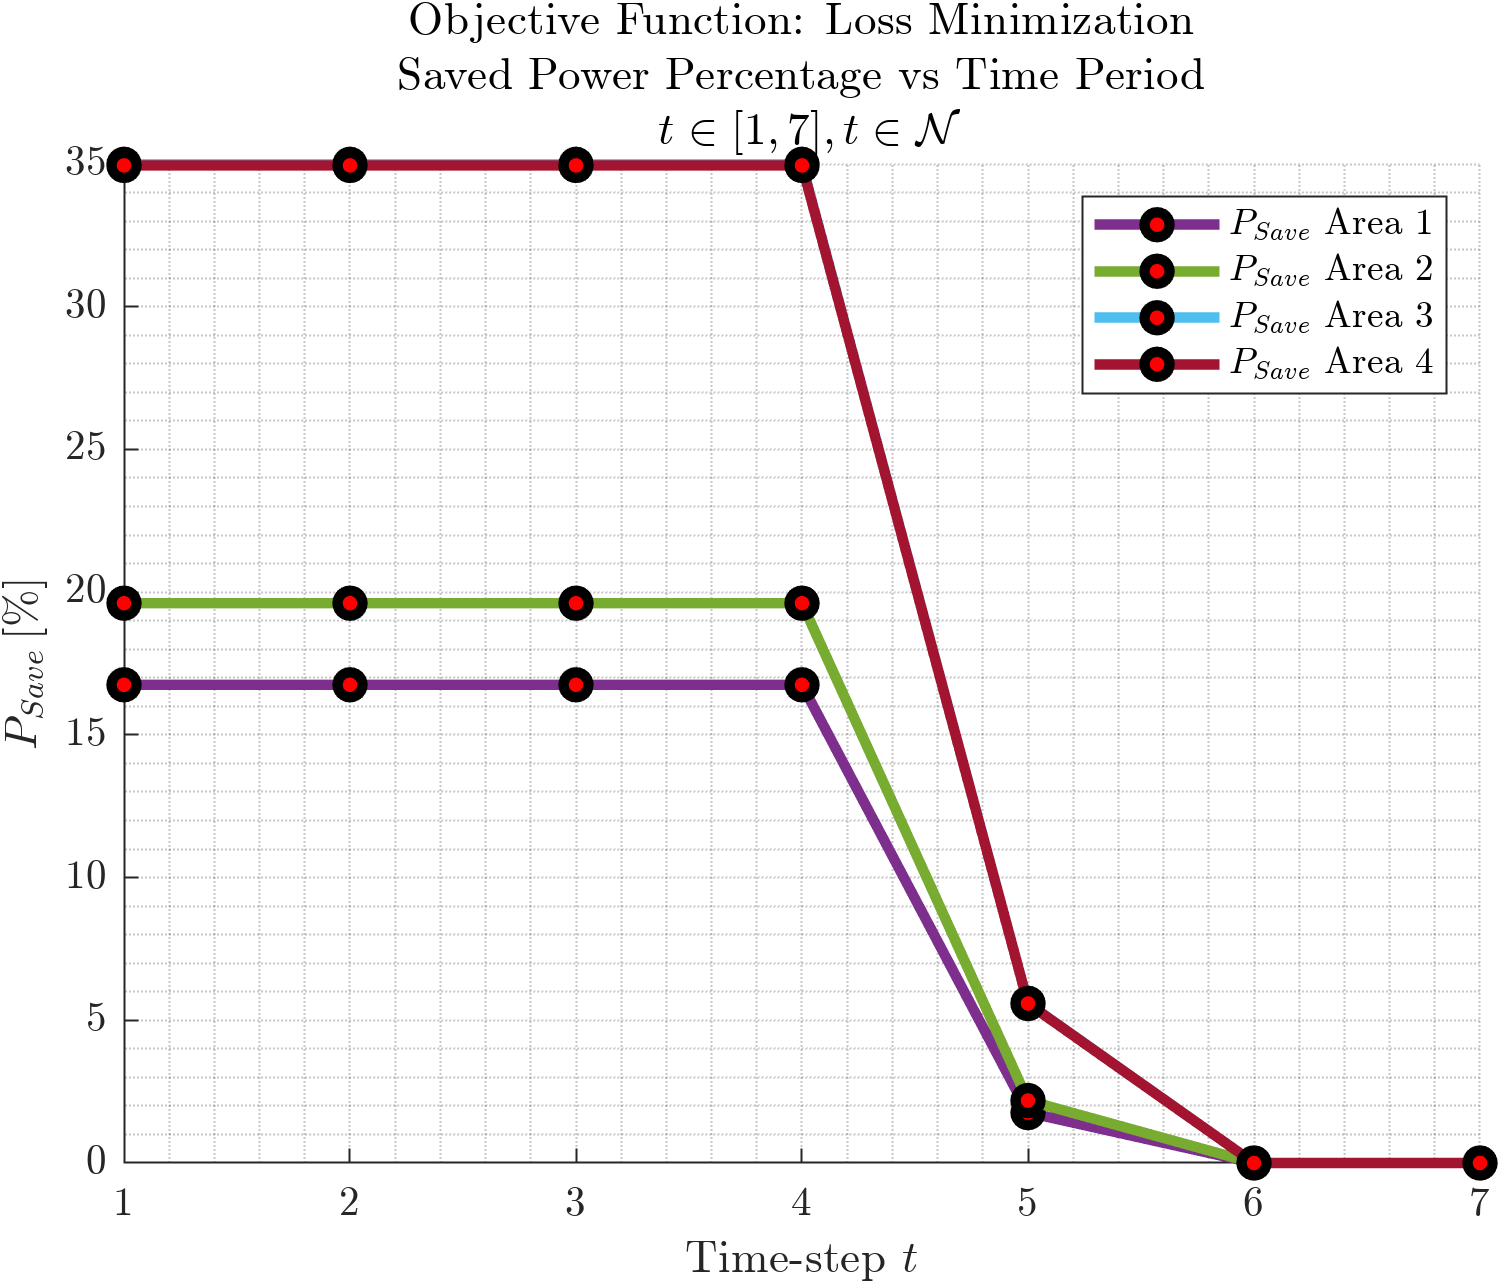 Objective Function: Loss Minimization
Saved Power Percentage vs Time Period
t ∈ [1, 7], t ∈ 𝒩
35
30
25
20
15
10
5
0
P_Save [%]
P_Save Area 1
P_Save Area 2
P_Save Area 3
P_Save Area 4
1 2 3 4 5 6 7
Time-step t